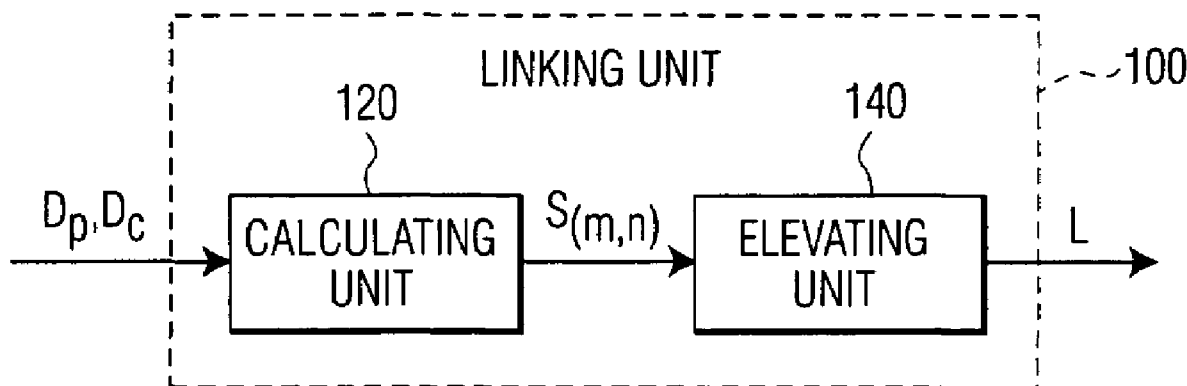 LINKING UNIT
100
120
140
Dp,Dc
CALCULATING
UNIT
S(m,n)
ELEVATING
UNIT
L